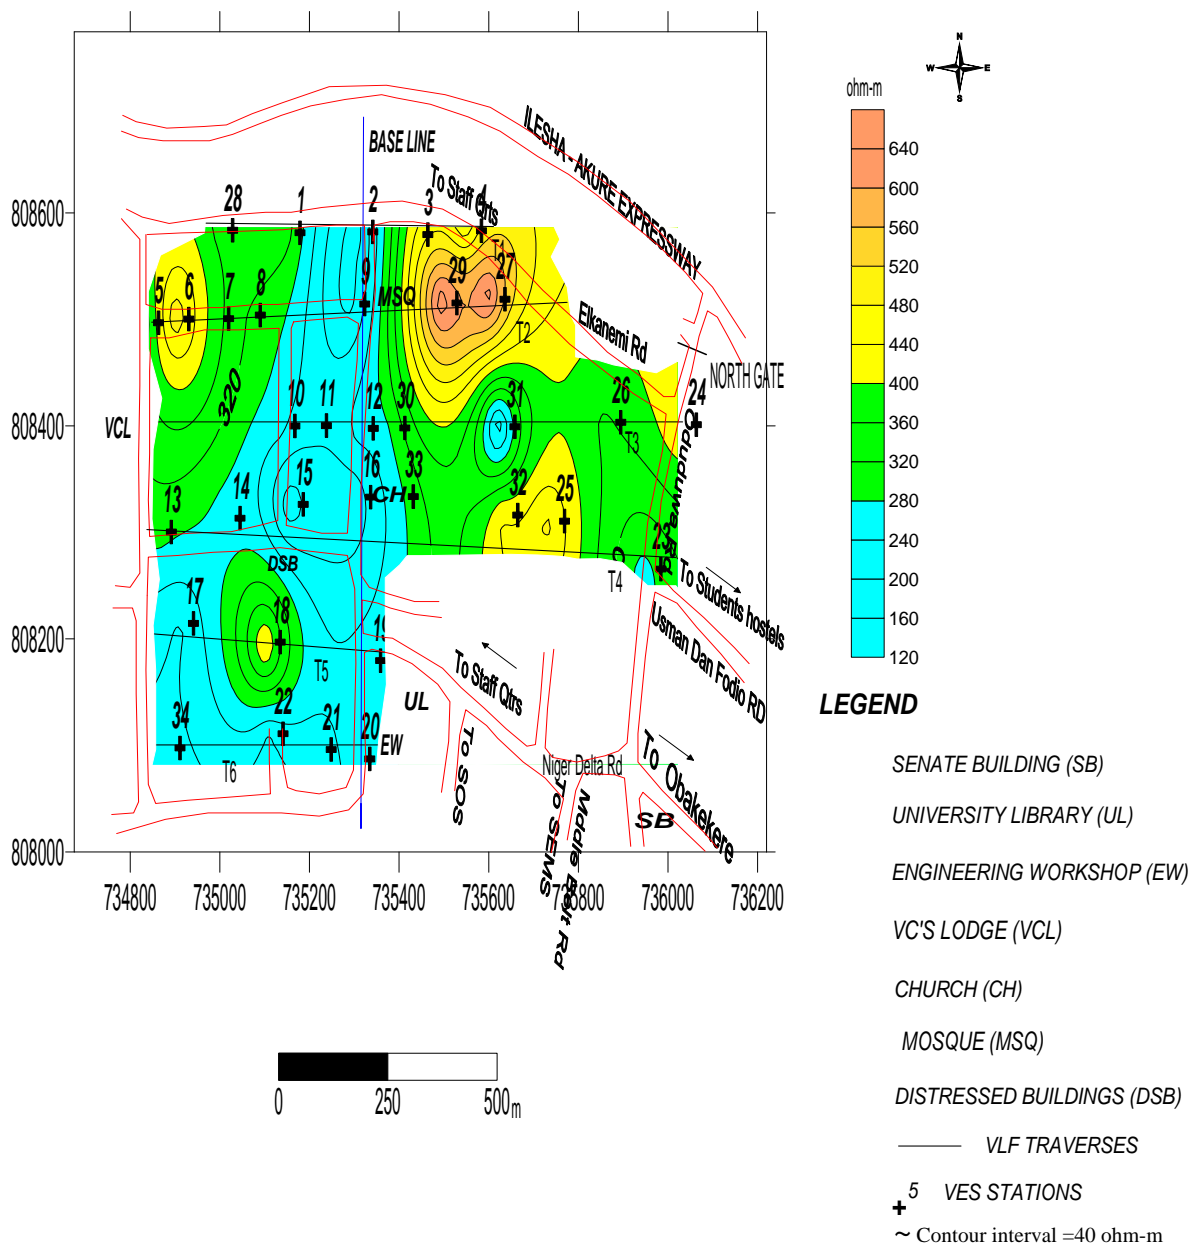 N
W E
S
ohm-m
640
600
560
520
480
440
400
360
320
280
240
200
160
120
ILESHA - AKURE EXPRESSWAY
BASE LINE
To Staff Qrts
28
1
2
3
4
T1
808600
5
6
7
8
9
MSQ
29
27
T2
Elkanemi Rd
NORTH GATE
320
VCL
808400
10
11
12
30
31
26
24
T3
Oduduwa Rd
13
14
15
16
CH
33
32
25
23
DSB
T4
To Students hostels
17
18
19
808200
T5
To Staff Qtrs
Usman Dan Fodio RD
UL
34
22
21
20
EW
T6
To SOS
Niger Delta Rd
To Obakekere
To SEMS
Mddle Belt Rd
SB
808000
734800
735000
735200
735400
735600
735800
736000
736200
0
250
500m
LEGEND
SENATE BUILDING (SB)
UNIVERSITY LIBRARY (UL)
ENGINEERING WORKSHOP (EW)
VC'S LODGE (VCL)
CHURCH (CH)
MOSQUE (MSQ)
DISTRESSED BUILDINGS (DSB)
VLF TRAVERSES
5 VES STATIONS
~ Contour interval =40 ohm-m